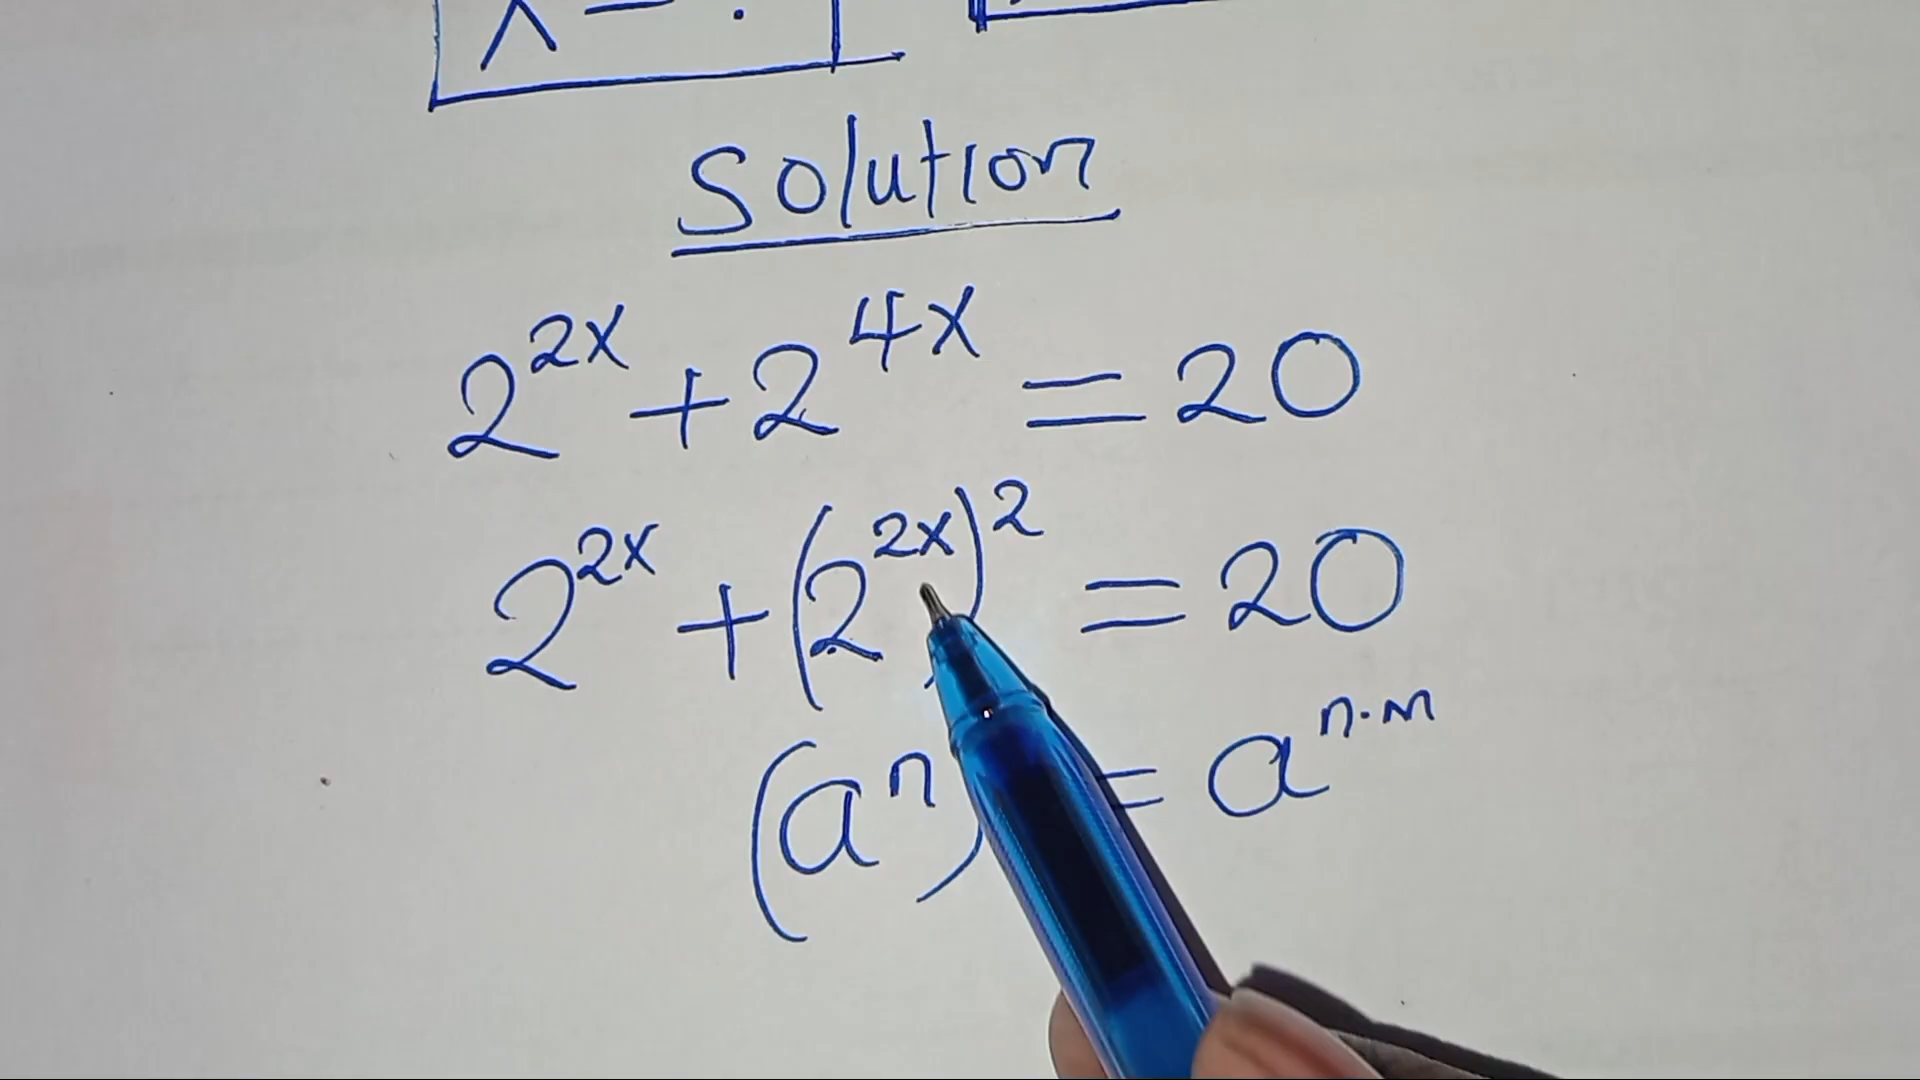 x = ?
Solution
2^{2x} + 2^{4x} = 20
2^{2x} + (2^{2x})^2 = 20
(a^n) = a^{n·m}